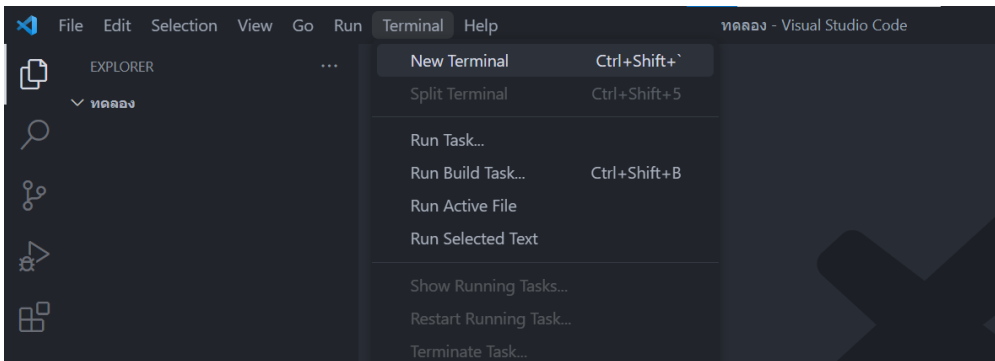 File Edit Selection View Go Run Terminal Help ทดลอง - Visual Studio Code
EXPLORER ...
ทดลอง
New Terminal Ctrl+Shift+`
Split Terminal Ctrl+Shift+5
Run Task...
Run Build Task... Ctrl+Shift+B
Run Active File
Run Selected Text
Show Running Tasks...
Restart Running Task...
Terminate Task...